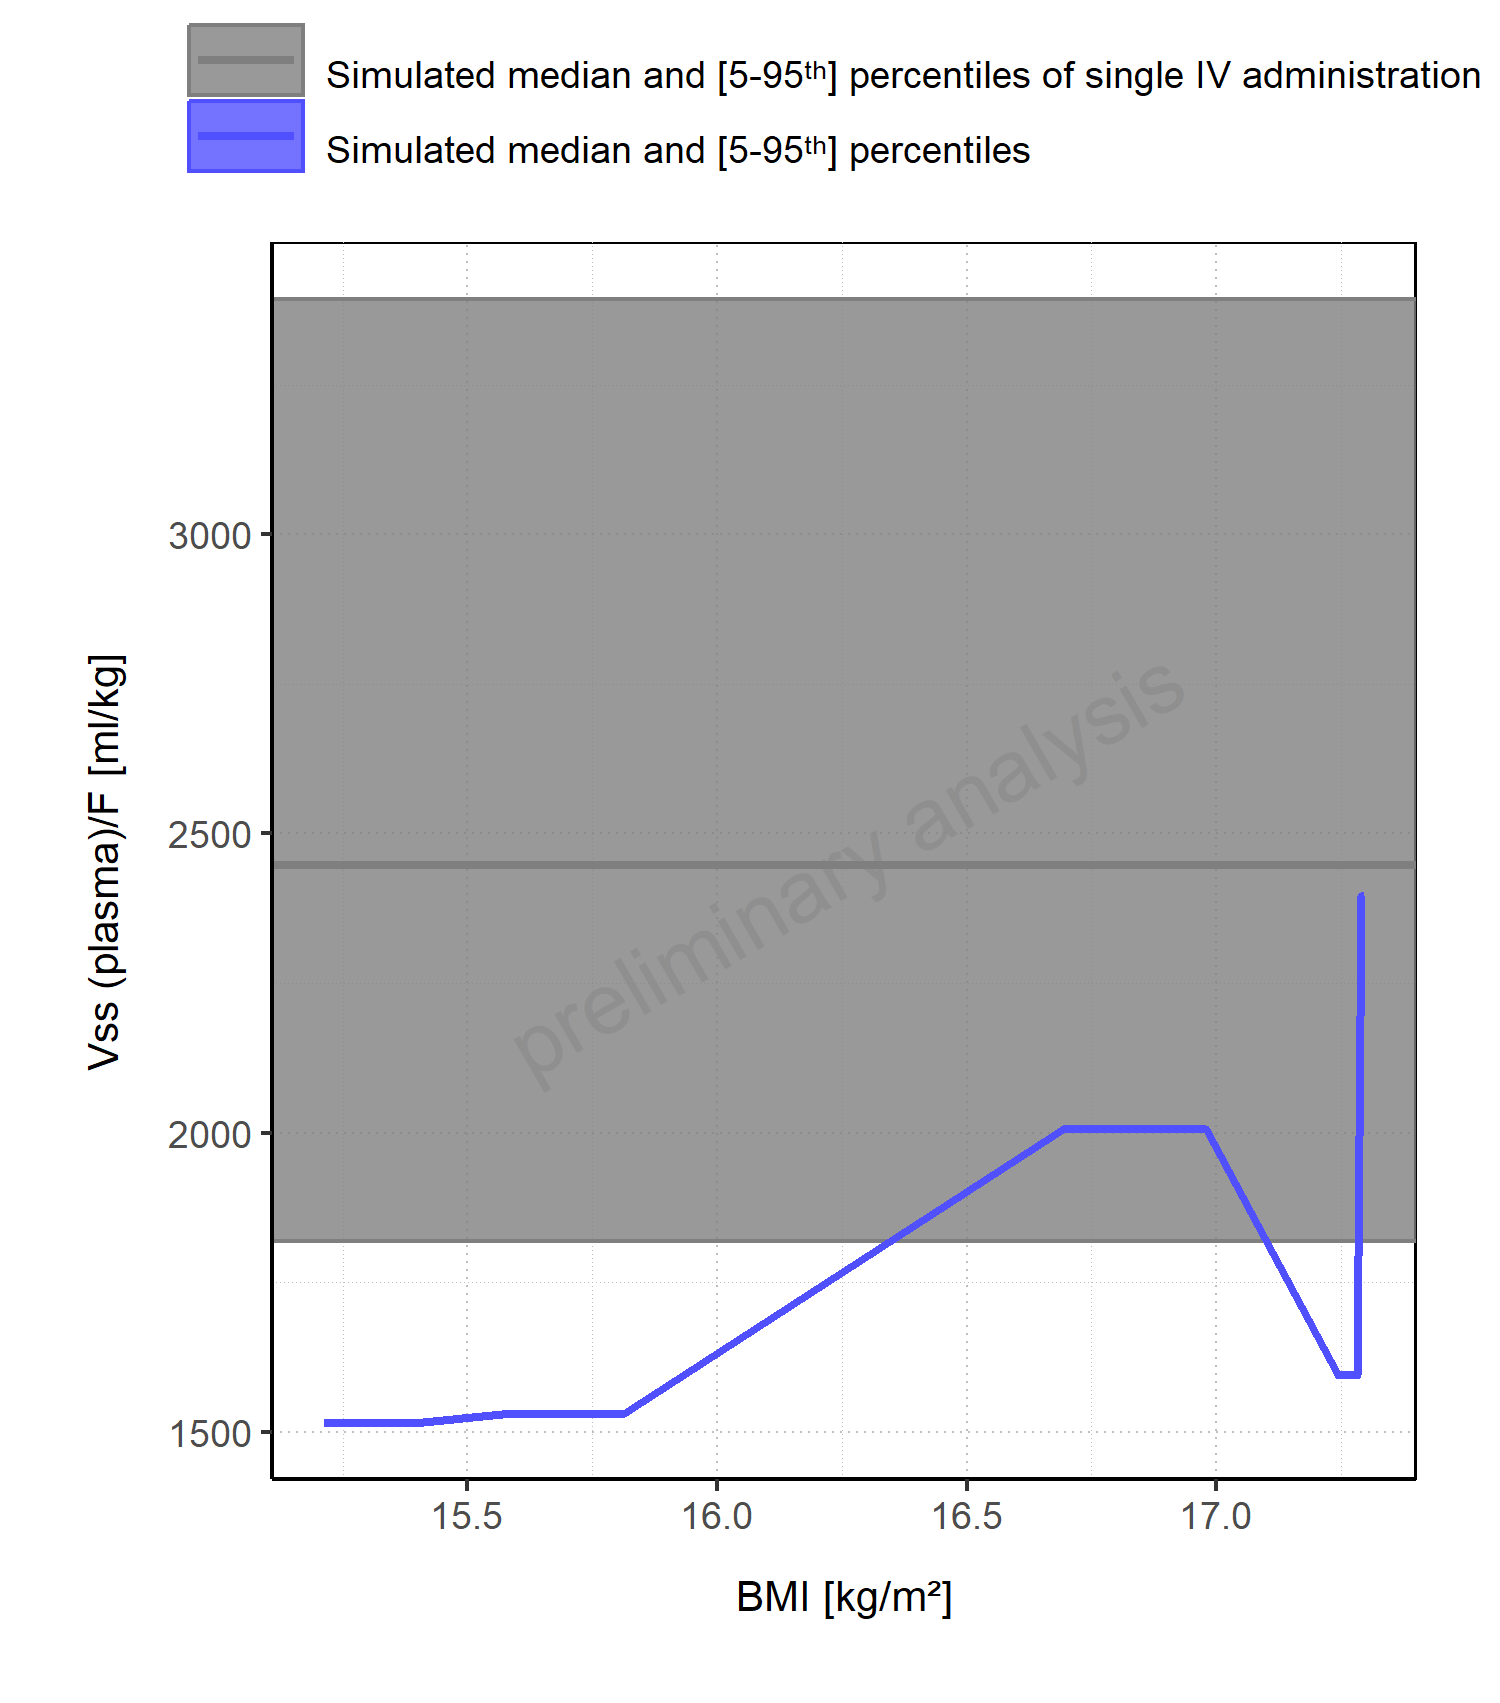 Simulated median and [5-95ᵗʰ] percentiles of single IV administration
Simulated median and [5-95ᵗʰ] percentiles
3000
2500
2000
1500
Vss (plasma)/F [ml/kg]
preliminary analysis
15.5 16.0 16.5 17.0
BMI [kg/m²]